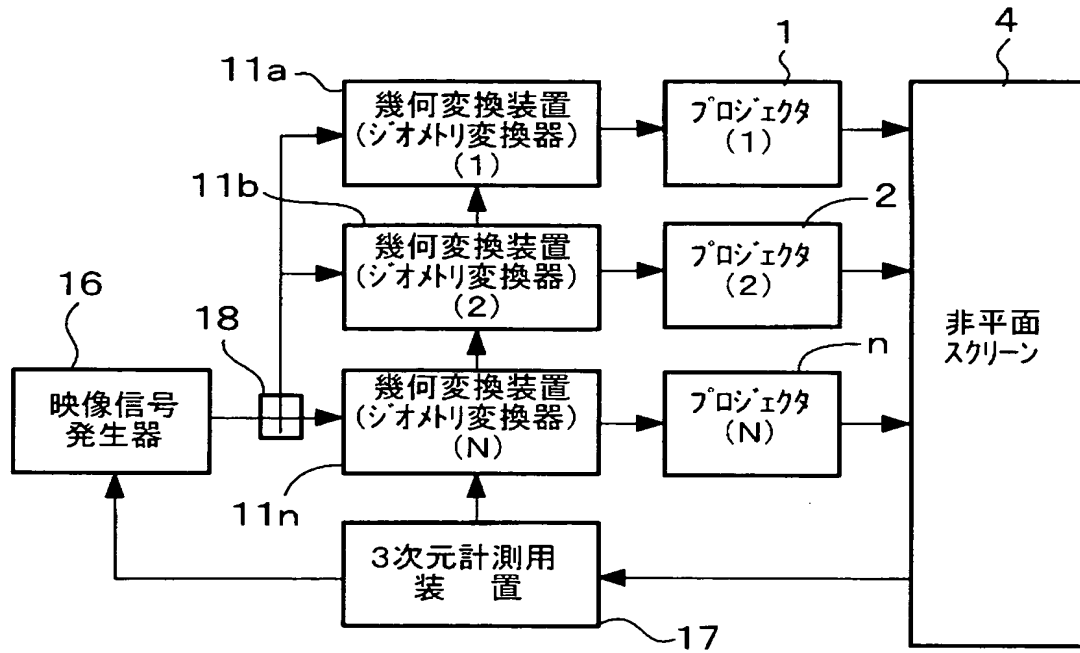 1
4
11a
幾何変換装置
(ジオメトリ変換器)
(1)
プロジェクタ
(1)
11b
2
幾何変換装置
(ジオメトリ変換器)
(2)
プロジェクタ
(2)
16
18
n
非平面
スクリーン
映像信号
発生器
幾何変換装置
(ジオメトリ変換器)
(N)
プロジェクタ
(N)
11n
3次元計測用
装 置
17